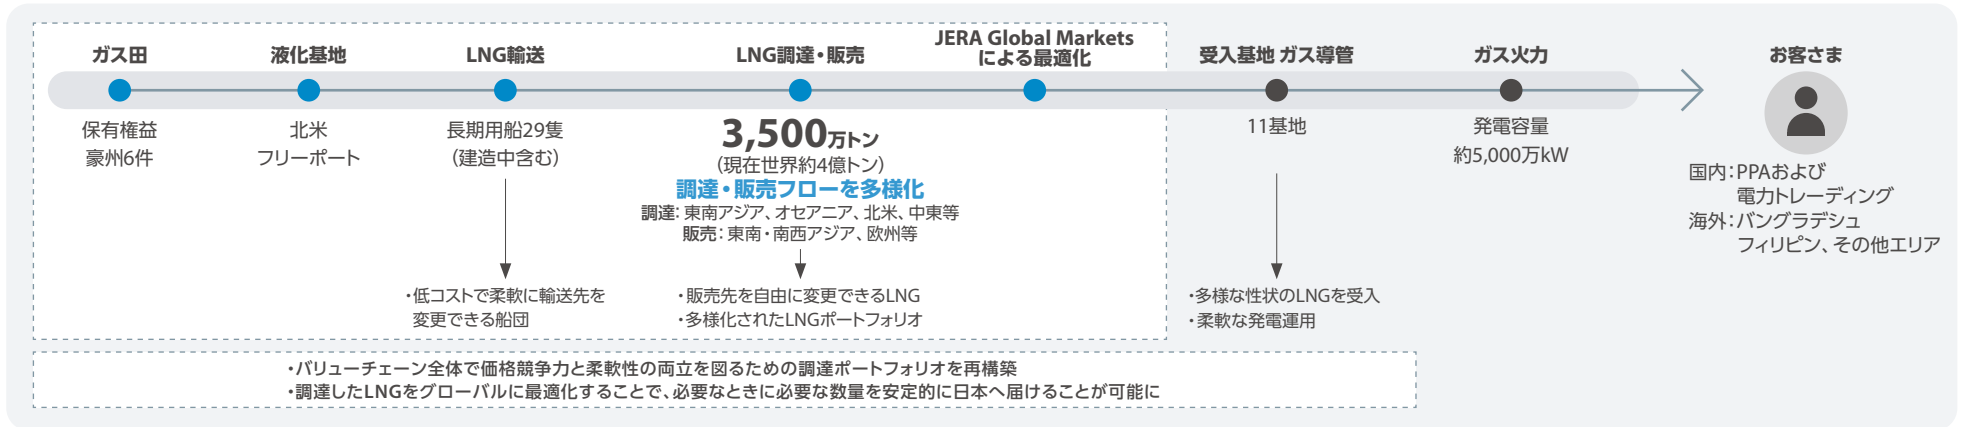 ガス田
保有権益
豪州6件
液化基地
北米
フリーポート
LNG輸送
長期用船29隻
(建造中含む)
・低コストで柔軟に輸送先を
変更できる船団
LNG調達・販売
3,500万トン
(現在世界約4億トン)
調達・販売フローを多様化
調達：東南アジア、オセアニア、北米、中東等
販売：東南・南西アジア、欧州等
・販売先を自由に変更できるLNG
・多様化されたLNGポートフォリオ
JERA Global Markets
による最適化
受入基地 ガス導管
11基地
・多様な性状のLNGを受入
・柔軟な発電運用
ガス火力
発電容量
約5,000万kW
お客さま
国内：PPAおよび
電力トレーディング
海外：バングラデシュ
フィリピン、その他エリア
・バリューチェーン全体で価格競争力と柔軟性の両立を図るための調達ポートフォリオを再構築
・調達したLNGをグローバルに最適化することで、必要なときに必要な数量を安定的に日本へ届けることが可能に